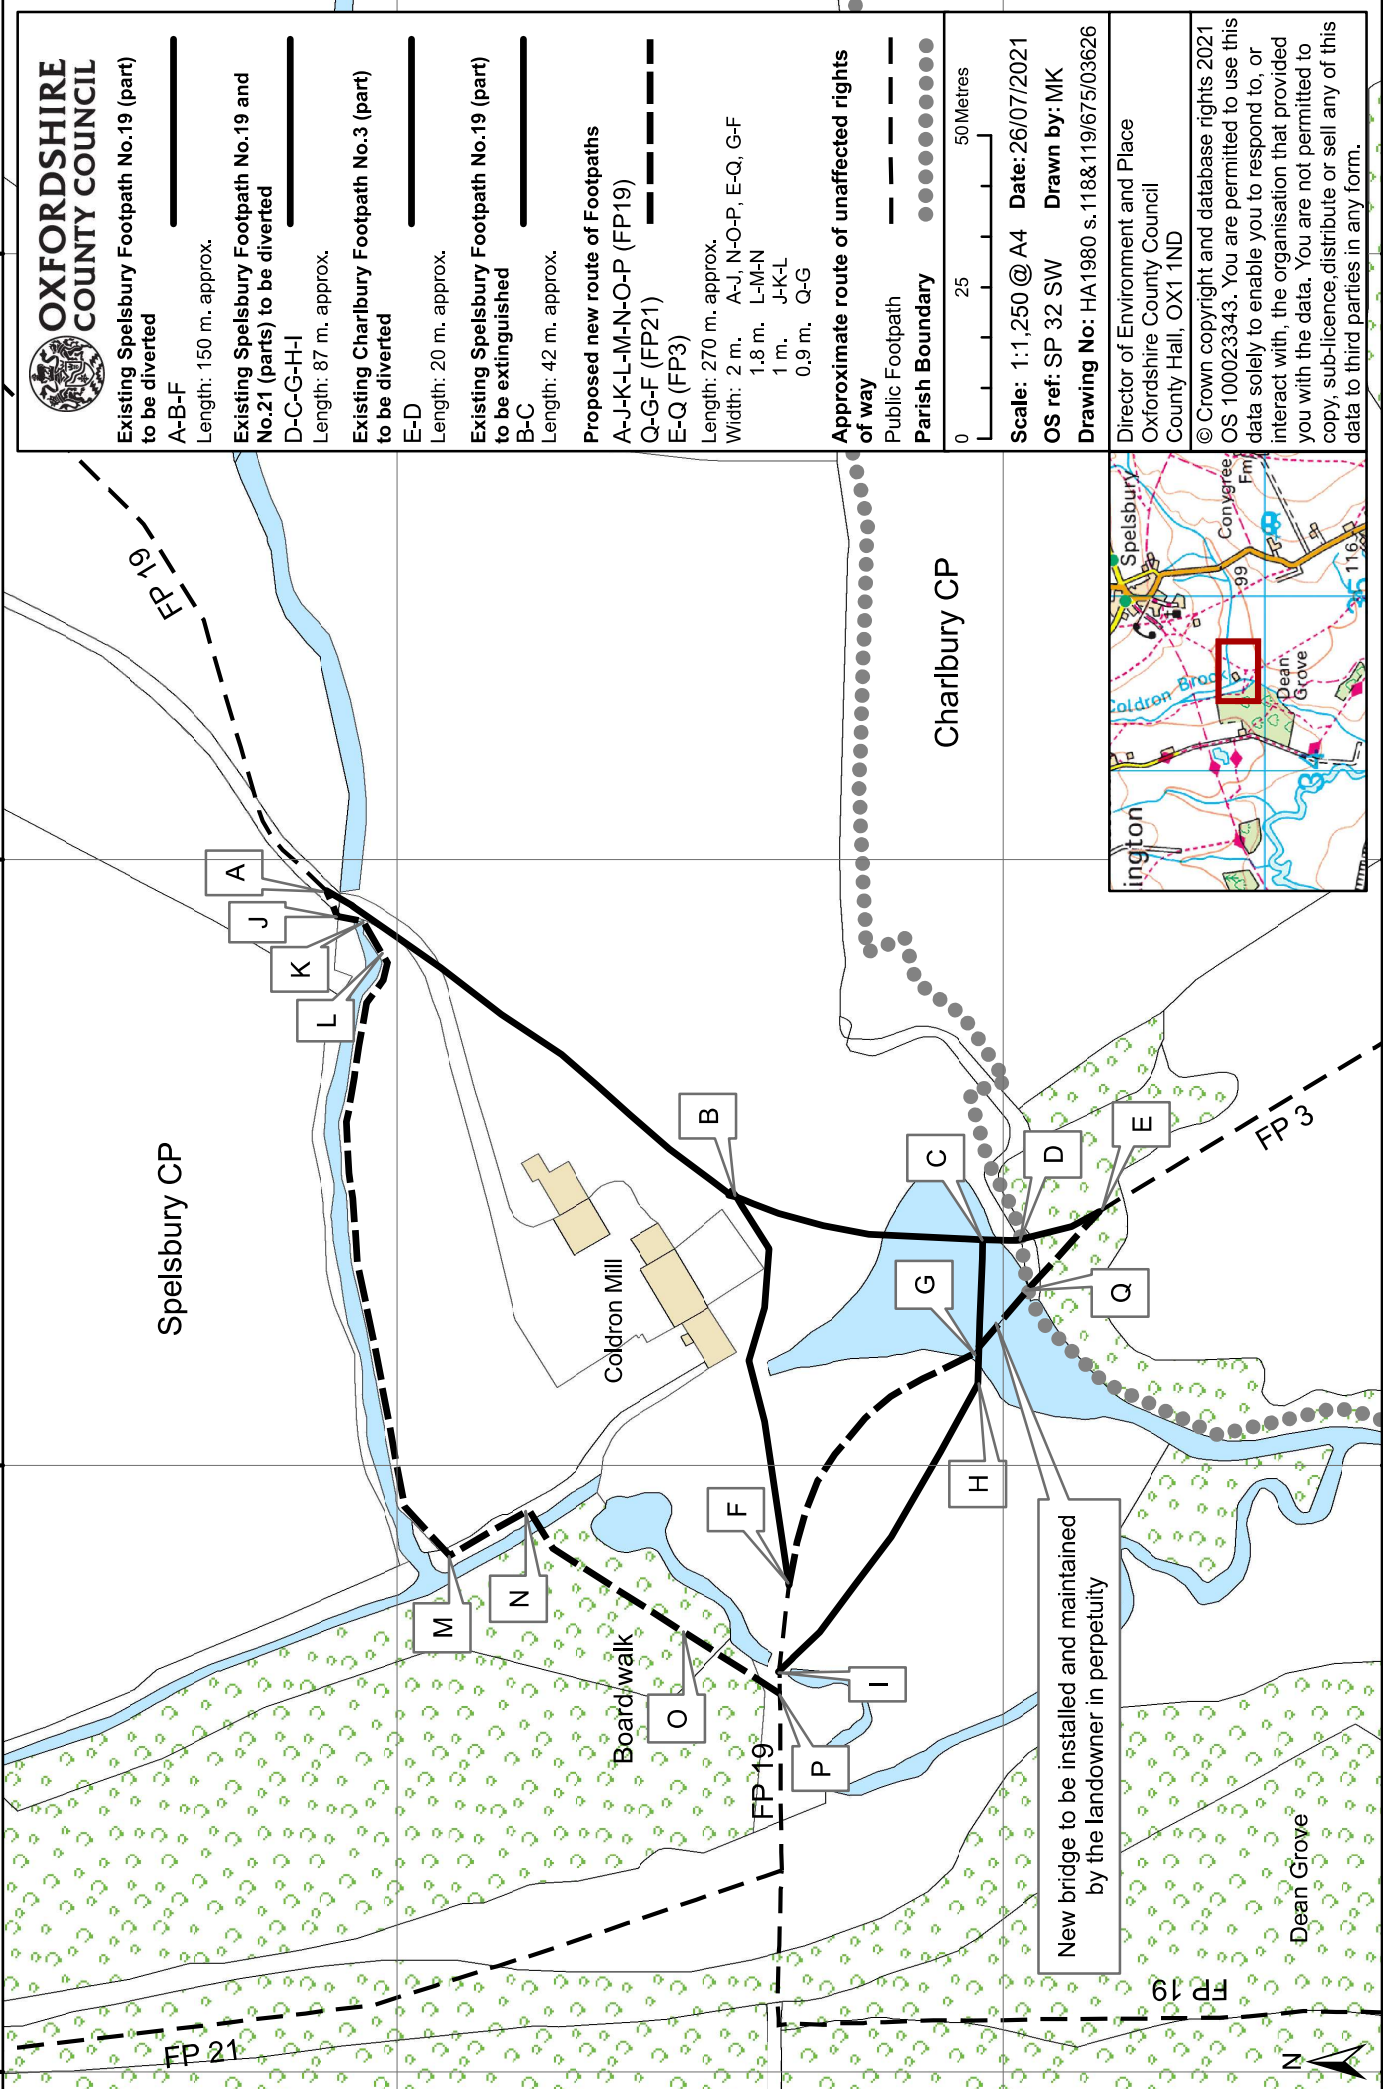 OXFORDSHIRE
COUNTY COUNCIL
Existing Spelsbury Footpath No.19 (part)
to be diverted
A-B-F
Length: 150 m. approx.
Existing Spelsbury Footpath No.19 and
No.21 (parts) to be diverted
D-C-G-H-I
Length: 87 m. approx.
Existing Charlbury Footpath No.3 (part)
to be diverted
E-D
Length: 20 m. approx.
Existing Spelsbury Footpath No.19 (part)
to be extinguished
B-C
Length: 42 m. approx.
Proposed new route of Footpaths
A-J-K-L-M-N-O-P (FP19)
Q-G-F (FP21)
E-Q (FP3)
Length: 270 m. approx.
Width: 2 m. A-J, N-O-P, E-Q, G-F
1.8 m. L-M-N
1 m. J-K-L
0.9 m. Q-G
Approximate route of unaffected rights
of way
Public Footpath
Parish Boundary
0 25 50 Metres
Scale: 1:1,250 @ A4 Date: 26/07/2021
OS ref: SP 32 SW Drawn by: MK
Drawing No: HA1980 s.118&119/675/03626
Director of Environment and Place
Oxfordshire County Council
County Hall, OX1 1ND
© Crown copyright and database rights 2021
OS 100023343. You are permitted to use this
data solely to enable you to respond to, or
interact with, the organisation that provided
you with the data. You are not permitted to
copy, sub-licence,distribute or sell any of this
data to third parties in any form.
FP 19
A
J
K
L
Spelsbury CP
Charlbury CP
B
C
D
E
FP 3
Coldron Mill
G
Q
F
H
M
N
Boardwalk
O
I
P
FP 19
New bridge to be installed and maintained
by the landowner in perpetuity
Dean Grove
FP 19
FP 21
N
Spelsbury
Conygree
Fm
99
116
Coldron Brook
Dean
Grove
ington
34
35